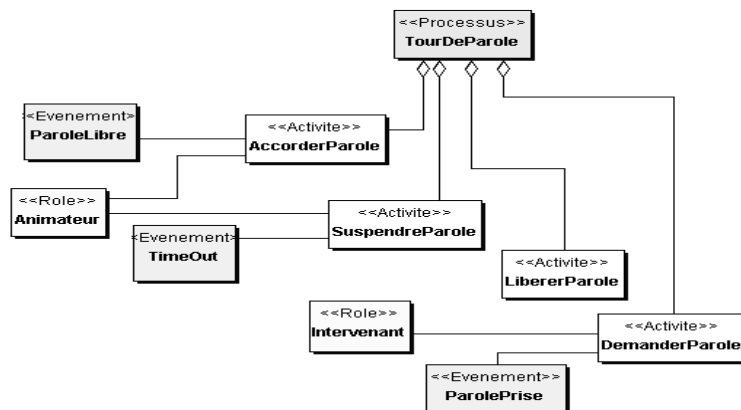 <<Processus>>
TourDeParole
<Evenement>
ParoleLibre
<<Activite>>
AccorderParole
<<Role>>
Animateur
<<Activite>>
SuspendreParole
<Evenement>
TimeOut
<<Activite>>
LibererParole
<<Role>>
Intervenant
<<Activite>>
DemanderParole
<<Evenement>>
ParolePrise